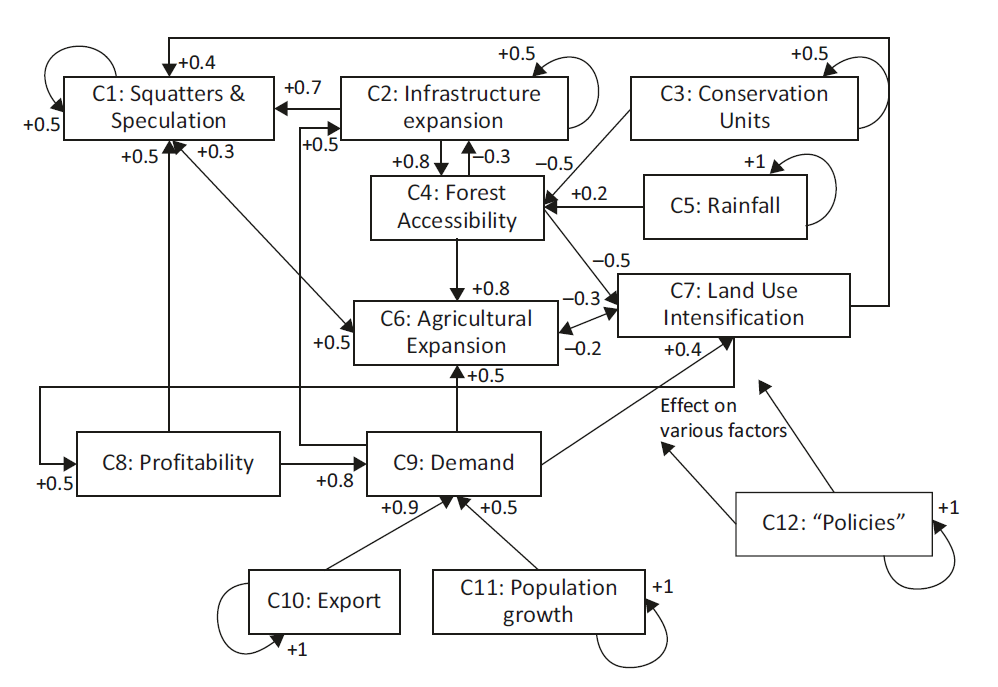 +0.5
+0.5
+0.4
C1: Squatters &
Speculation
+0.7
C2: Infrastructure
expansion
C3: Conservation
Units
+0.5
+0.5
+0.3
+0.5
+0.8
–0.3
–0.5
+1
C4: Forest
Accessibility
+0.2
C5: Rainfall
–0.5
+0.8
–0.3
C7: Land Use
Intensification
C6: Agricultural
Expansion
+0.5
–0.2
+0.4
+0.5
Effect on
various factors
C8: Profitability
C9: Demand
+0.5
+0.8
+0.9
+0.5
C12: “Policies”
+1
C10: Export
C11: Population
growth
+1
+1